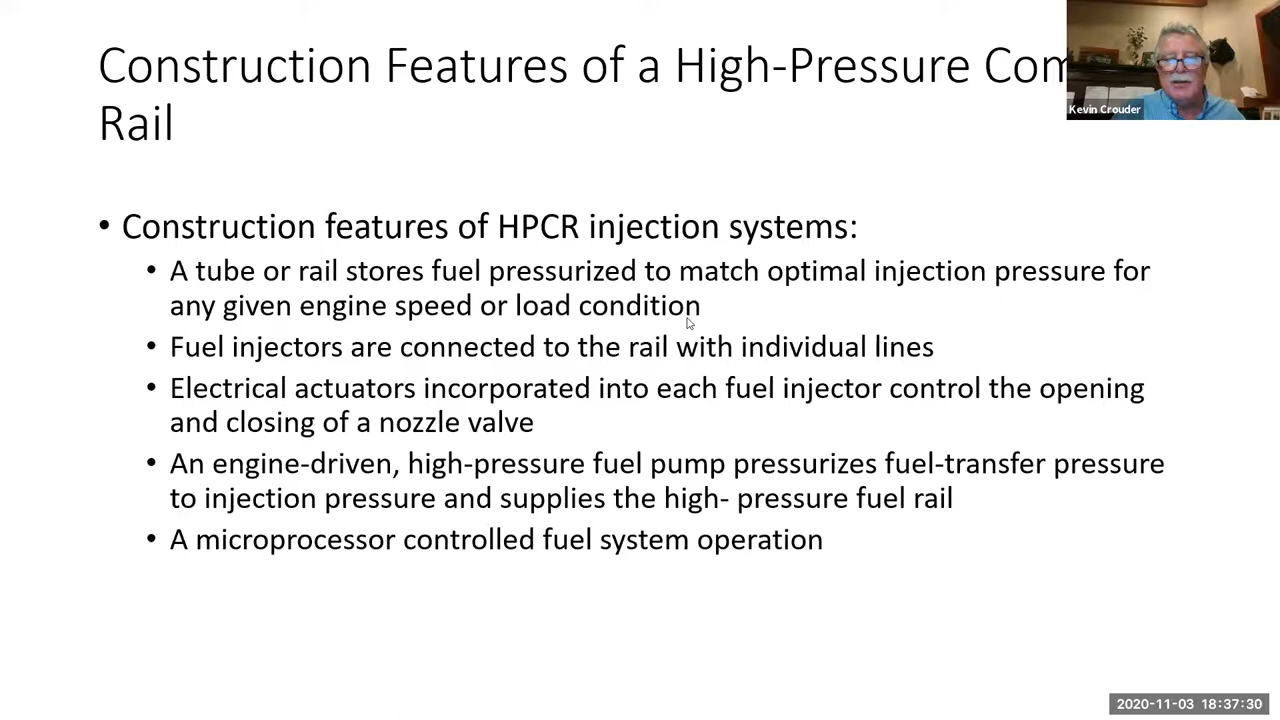 Construction Features of a High-Pressure Com
Rail
Kevin Crouder
• Construction features of HPCR injection systems:
• A tube or rail stores fuel pressurized to match optimal injection pressure for
any given engine speed or load condition
• Fuel injectors are connected to the rail with individual lines
• Electrical actuators incorporated into each fuel injector control the opening
and closing of a nozzle valve
• An engine-driven, high-pressure fuel pump pressurizes fuel-transfer pressure
to injection pressure and supplies the high- pressure fuel rail
• A microprocessor controlled fuel system operation
2020-11-03 18:37:30